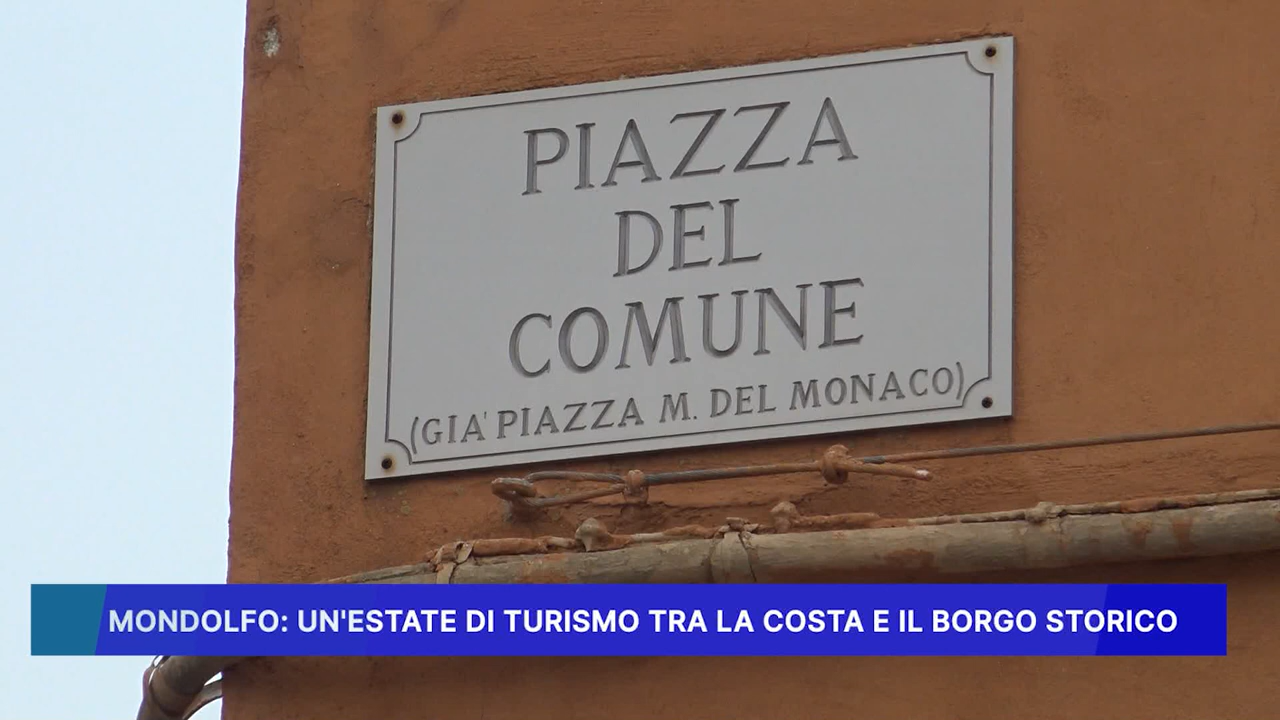 PIAZZA
DEL
COMUNE
(GIA' PIAZZA M. DEL MONACO)
MONDOLFO: UN'ESTATE DI TURISMO TRA LA COSTA E IL BORGO STORICO